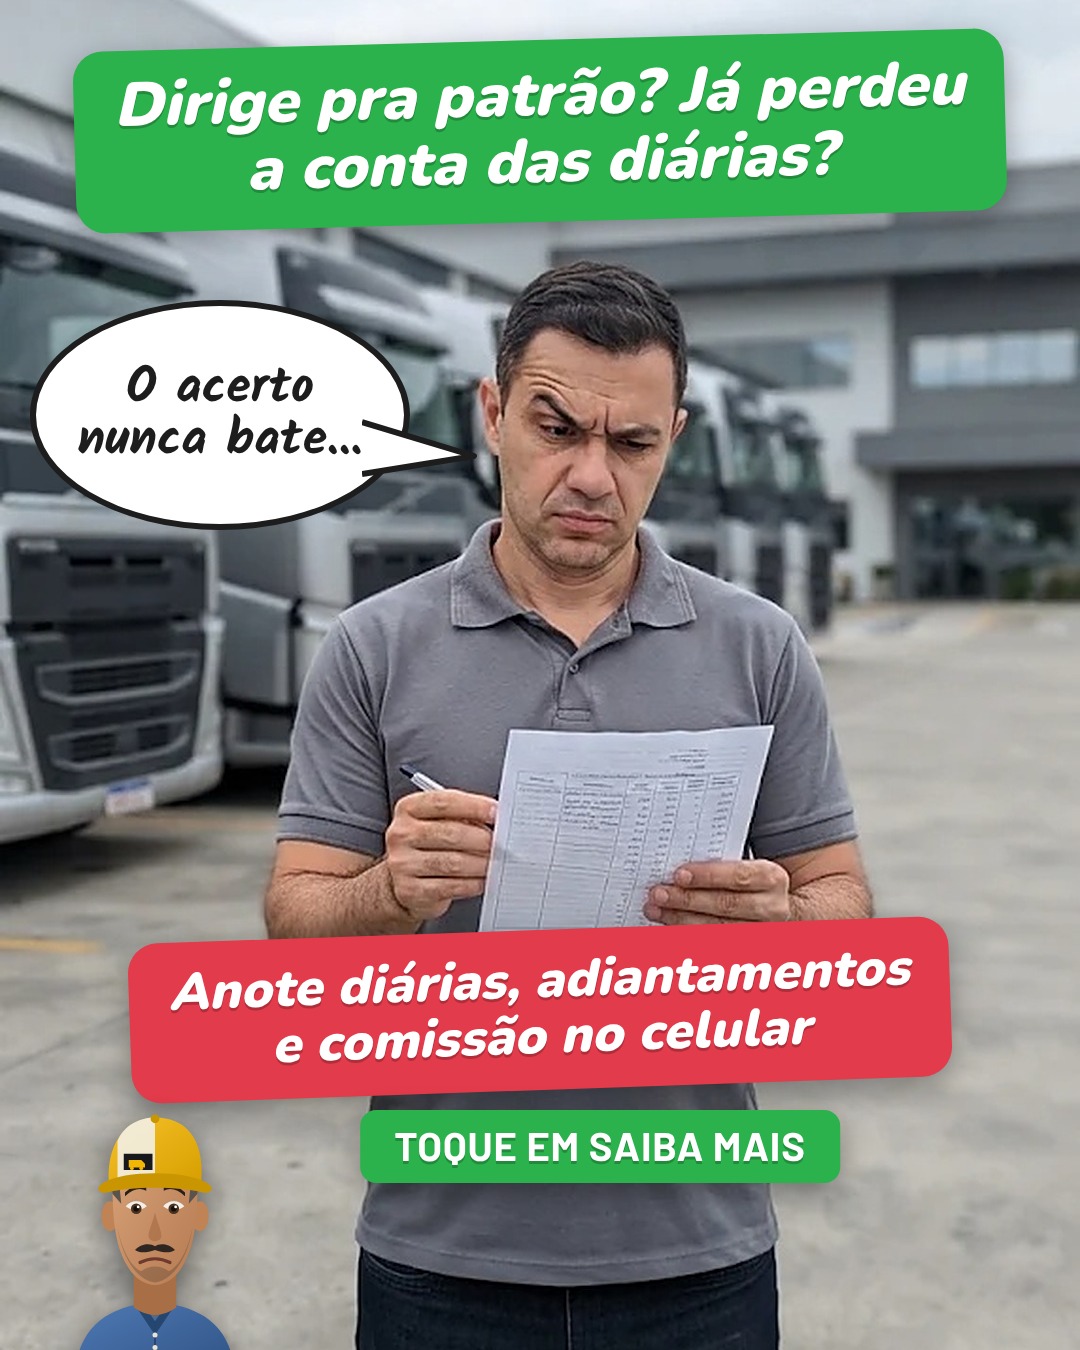 Dirige pra patrão? Já perdeu
a conta das diárias?
O acerto
nunca bate...
Anote diárias, adiantamentos
e comissão no celular
TOQUE EM SAIBA MAIS